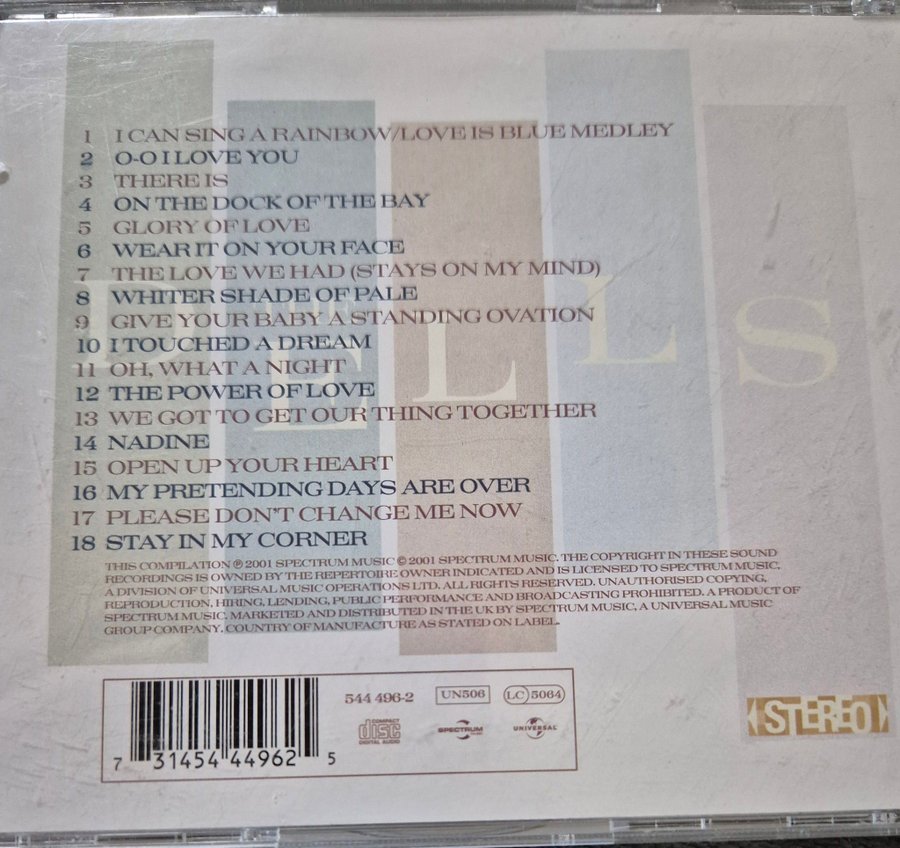 1 I CAN SING A RAINBOW/LOVE IS BLUE MEDLEY
2 O-O I LOVE YOU
3 THERE IS
4 ON THE DOCK OF THE BAY
5 GLORY OF LOVE
6 WEAR IT ON YOUR FACE
7 THE LOVE WE HAD (STAYS ON MY MIND)
8 WHITER SHADE OF PALE
9 GIVE YOUR BABY A STANDING OVATION
10 I TOUCHED A DREAM
11 OH, WHAT A NIGHT
12 THE POWER OF LOVE
13 WE GOT TO GET OUR THING TOGETHER
14 NADINE
15 OPEN UP YOUR HEART
16 MY PRETENDING DAYS ARE OVER
17 PLEASE DON'T CHANGE ME NOW
18 STAY IN MY CORNER
THE
DELLS
THIS COMPILATION ℗ 2001 SPECTRUM MUSIC © 2001 SPECTRUM MUSIC. THE COPYRIGHT IN THESE SOUND
RECORDINGS IS OWNED BY THE REPERTOIRE OWNER INDICATED AND IS LICENSED TO SPECTRUM MUSIC,
A DIVISION OF UNIVERSAL MUSIC OPERATIONS LTD. ALL RIGHTS RESERVED. UNAUTHORISED COPYING,
REPRODUCTION, HIRING, LENDING, PUBLIC PERFORMANCE AND BROADCASTING PROHIBITED. A PRODUCT OF
SPECTRUM MUSIC. MARKETED AND DISTRIBUTED IN THE UK BY SPECTRUM MUSIC, A UNIVERSAL MUSIC
GROUP COMPANY. COUNTRY OF MANUFACTURE AS STATED ON LABEL.
544 496-2 UN506 LC 5064
COMPACT
disc
DIGITAL AUDIO
SPECTRUM
MUSIC
UNIVERSAL
STEREO
7 31454 44962 5